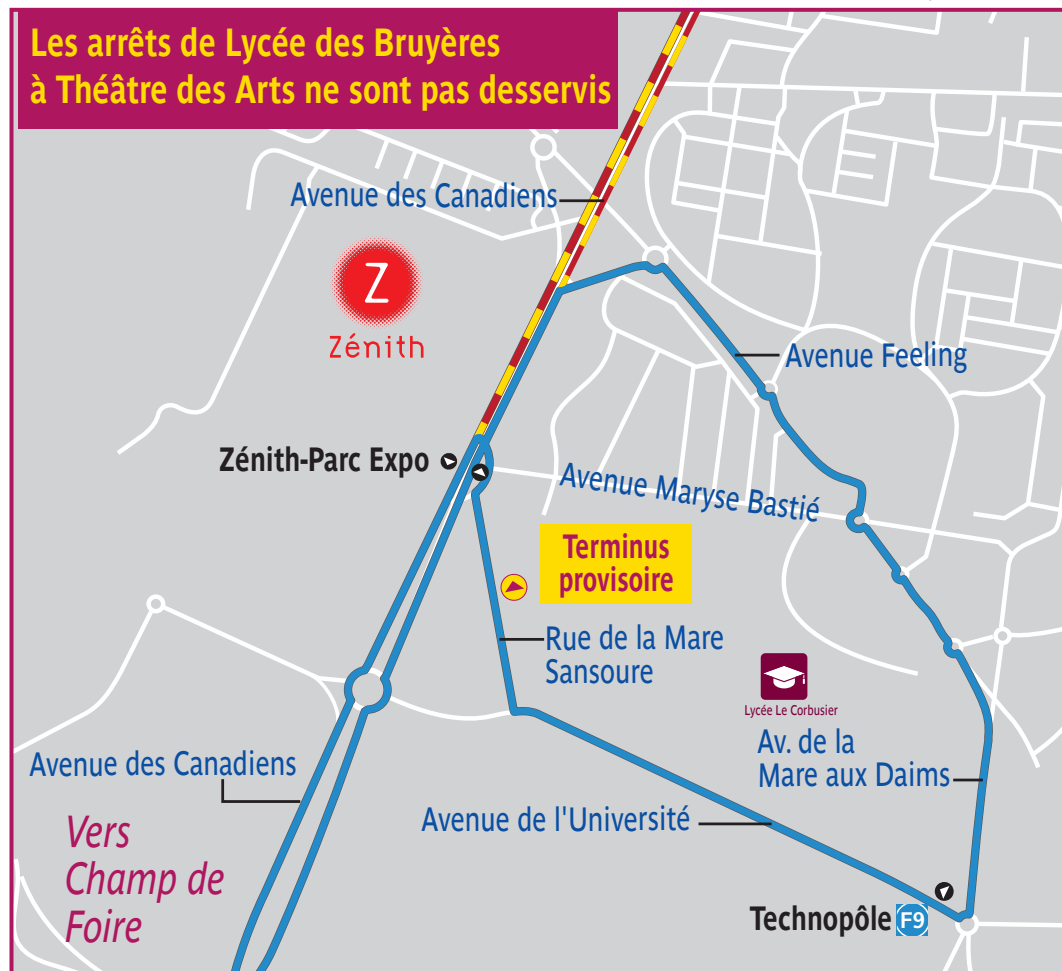 Les arrêts de Lycée des Bruyères
à Théâtre des Arts ne sont pas desservis
Avenue des Canadiens
Z
Zénith
Avenue Feeling
Zénith-Parc Expo
Avenue Maryse Bastié
Terminus
provisoire
Rue de la Mare
Sansoure
Lycée Le Corbusier
Av. de la
Mare aux Daims
Avenue des Canadiens
Avenue de l'Université
Vers
Champ de
Foire
Technopôle F9